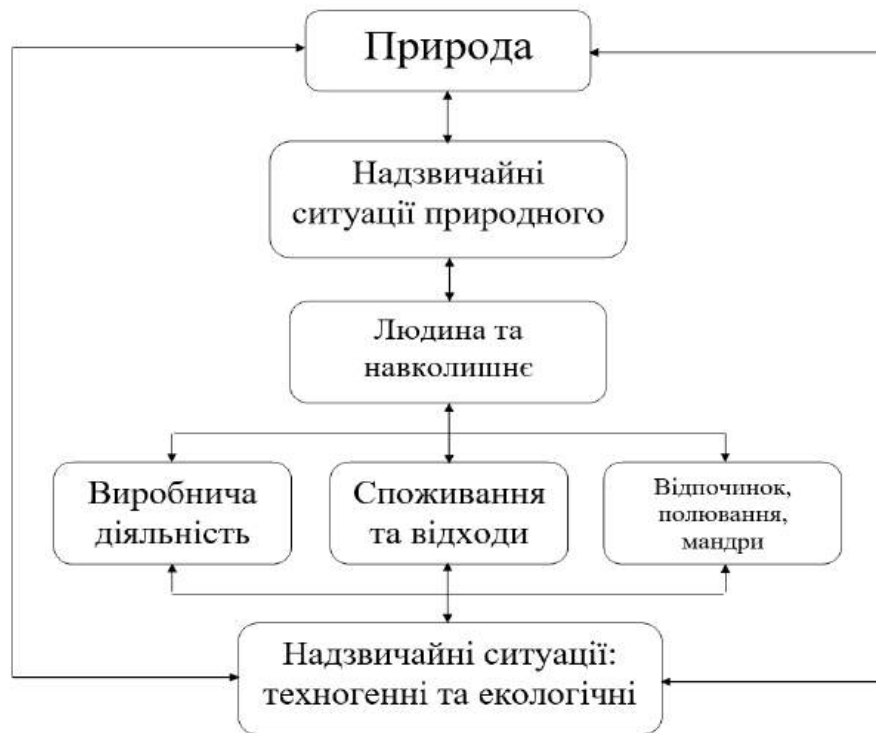 Природа
Надзвичайні
ситуації природного
Людина та
навколишнє
Виробнича
діяльність
Споживання
та відходи
Відпочинок,
полювання,
мандри
Надзвичайні ситуації:
техногенні та екологічні